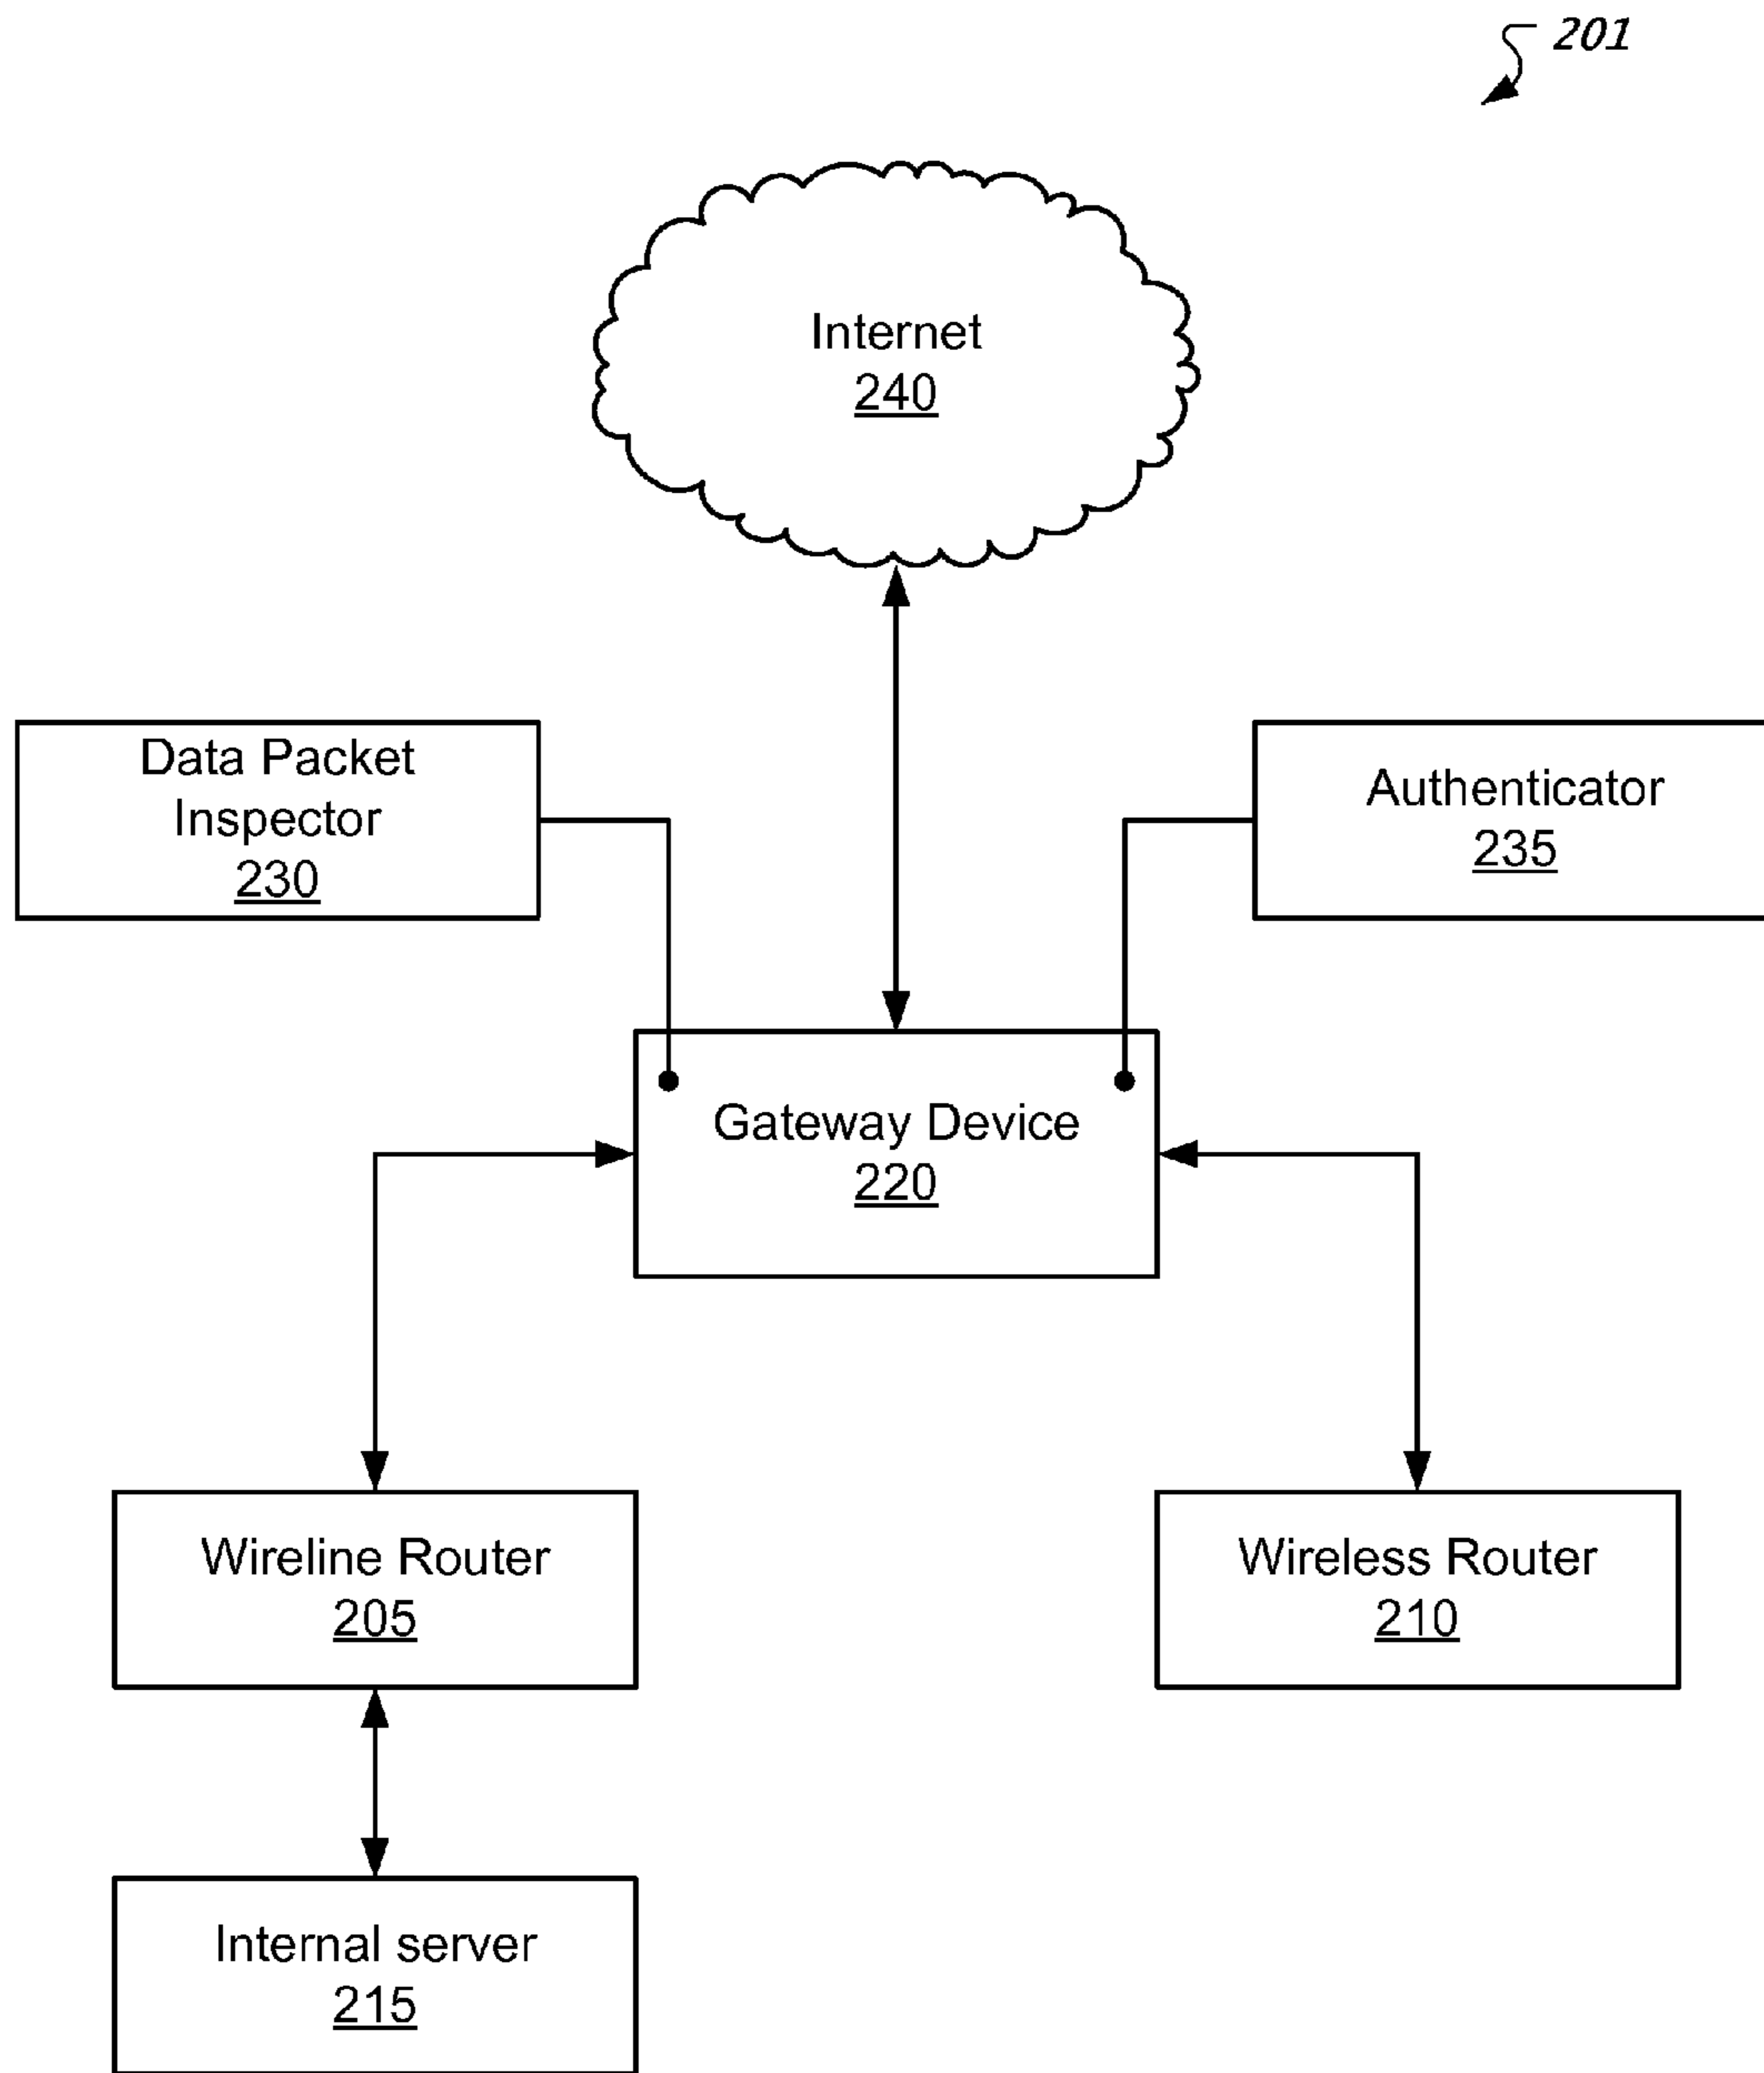 201
Internet
240
Data Packet
Inspector
230
Authenticator
235
Gateway Device
220
Wireline Router
205
Wireless Router
210
Internal server
215